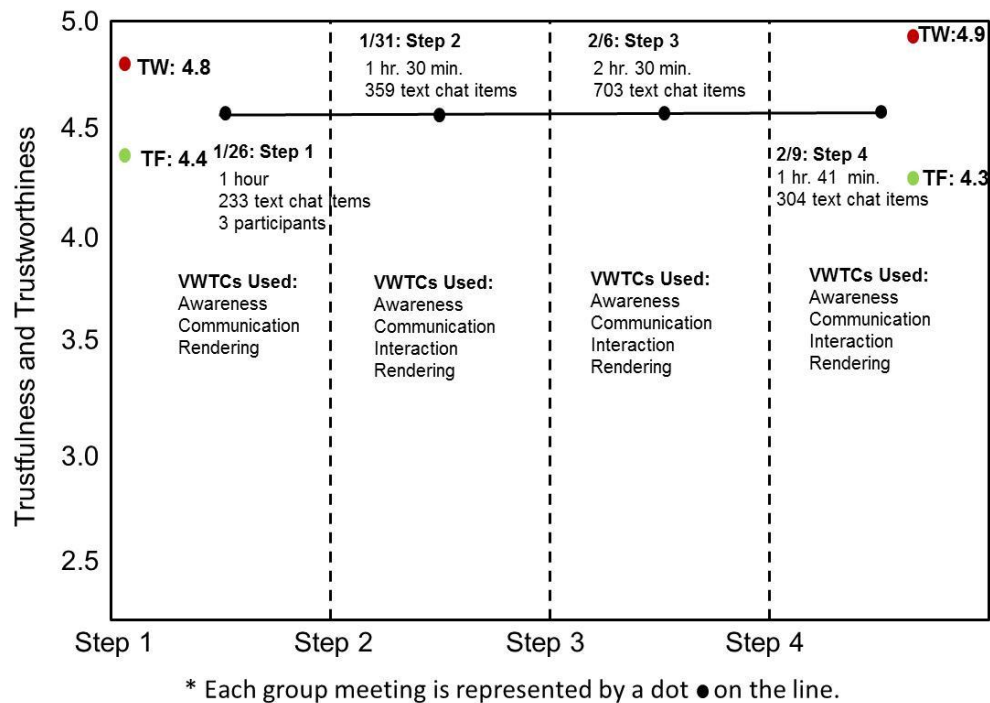 Trustfulness and Trustworthiness
5.0
4.5
4.0
3.5
3.0
2.5
TW: 4.8
TF: 4.4
1/26: Step 1
1 hour
233 text chat items
3 participants
1/31: Step 2
1 hr. 30 min.
359 text chat items
2/6: Step 3
2 hr. 30 min.
703 text chat items
2/9: Step 4
1 hr. 41 min.
304 text chat items
TW:4.9
TF: 4.3
VWTCs Used:
Awareness
Communication
Rendering
VWTCs Used:
Awareness
Communication
Interaction
Rendering
VWTCs Used:
Awareness
Communication
Interaction
Rendering
VWTCs Used:
Awareness
Communication
Interaction
Rendering
Step 1
Step 2
Step 3
Step 4
* Each group meeting is represented by a dot ● on the line.